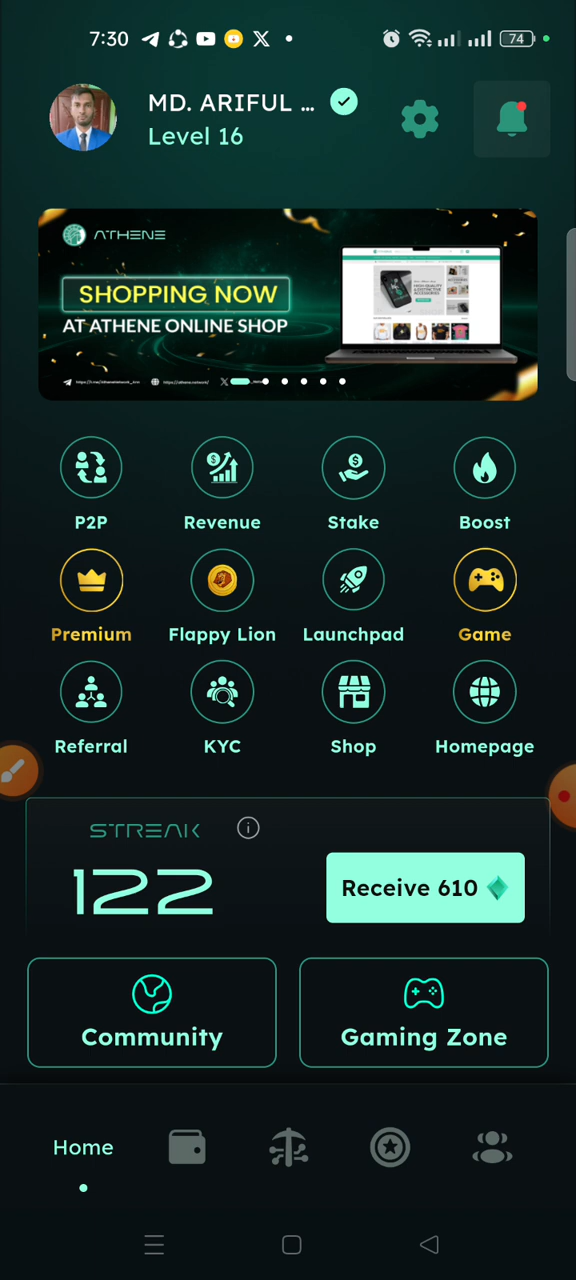 7:30
74
MD. ARIFUL ...
Level 16
ATHENE
SHOPPING NOW
AT ATHENE ONLINE SHOP
P2P
Revenue
Stake
Boost
Premium
Flappy Lion
Launchpad
Game
Referral
KYC
Shop
Homepage
STREAK
122
Receive 610
Community
Gaming Zone
Home